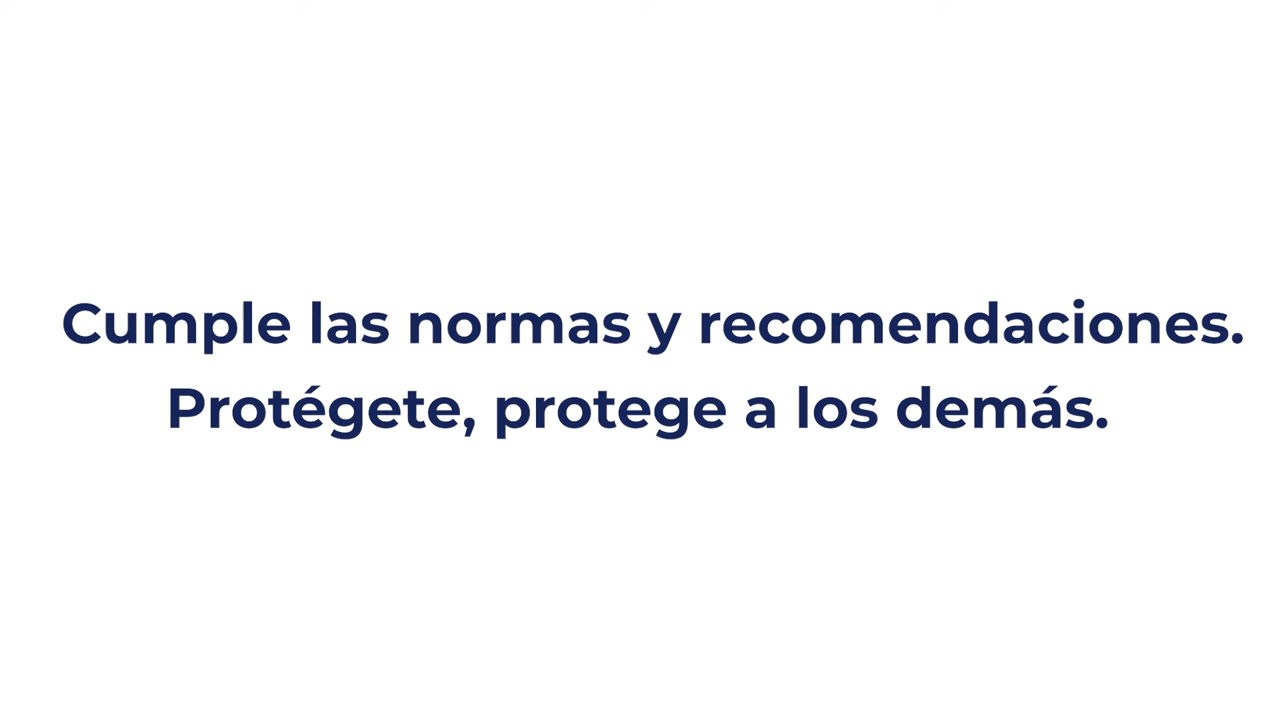 Cumple las normas y recomendaciones.
Protégete, protege a los demás.